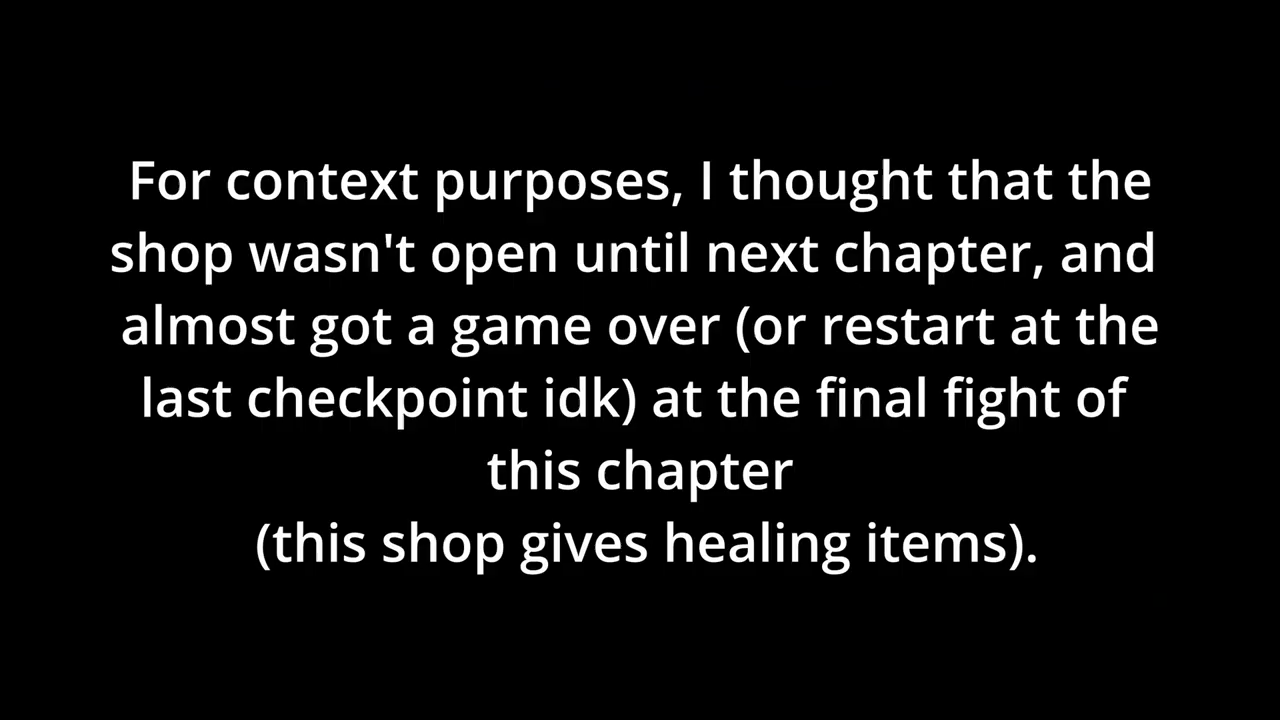 For context purposes, I thought that the
shop wasn't open until next chapter, and
almost got a game over (or restart at the
last checkpoint idk) at the final fight of
this chapter
(this shop gives healing items).